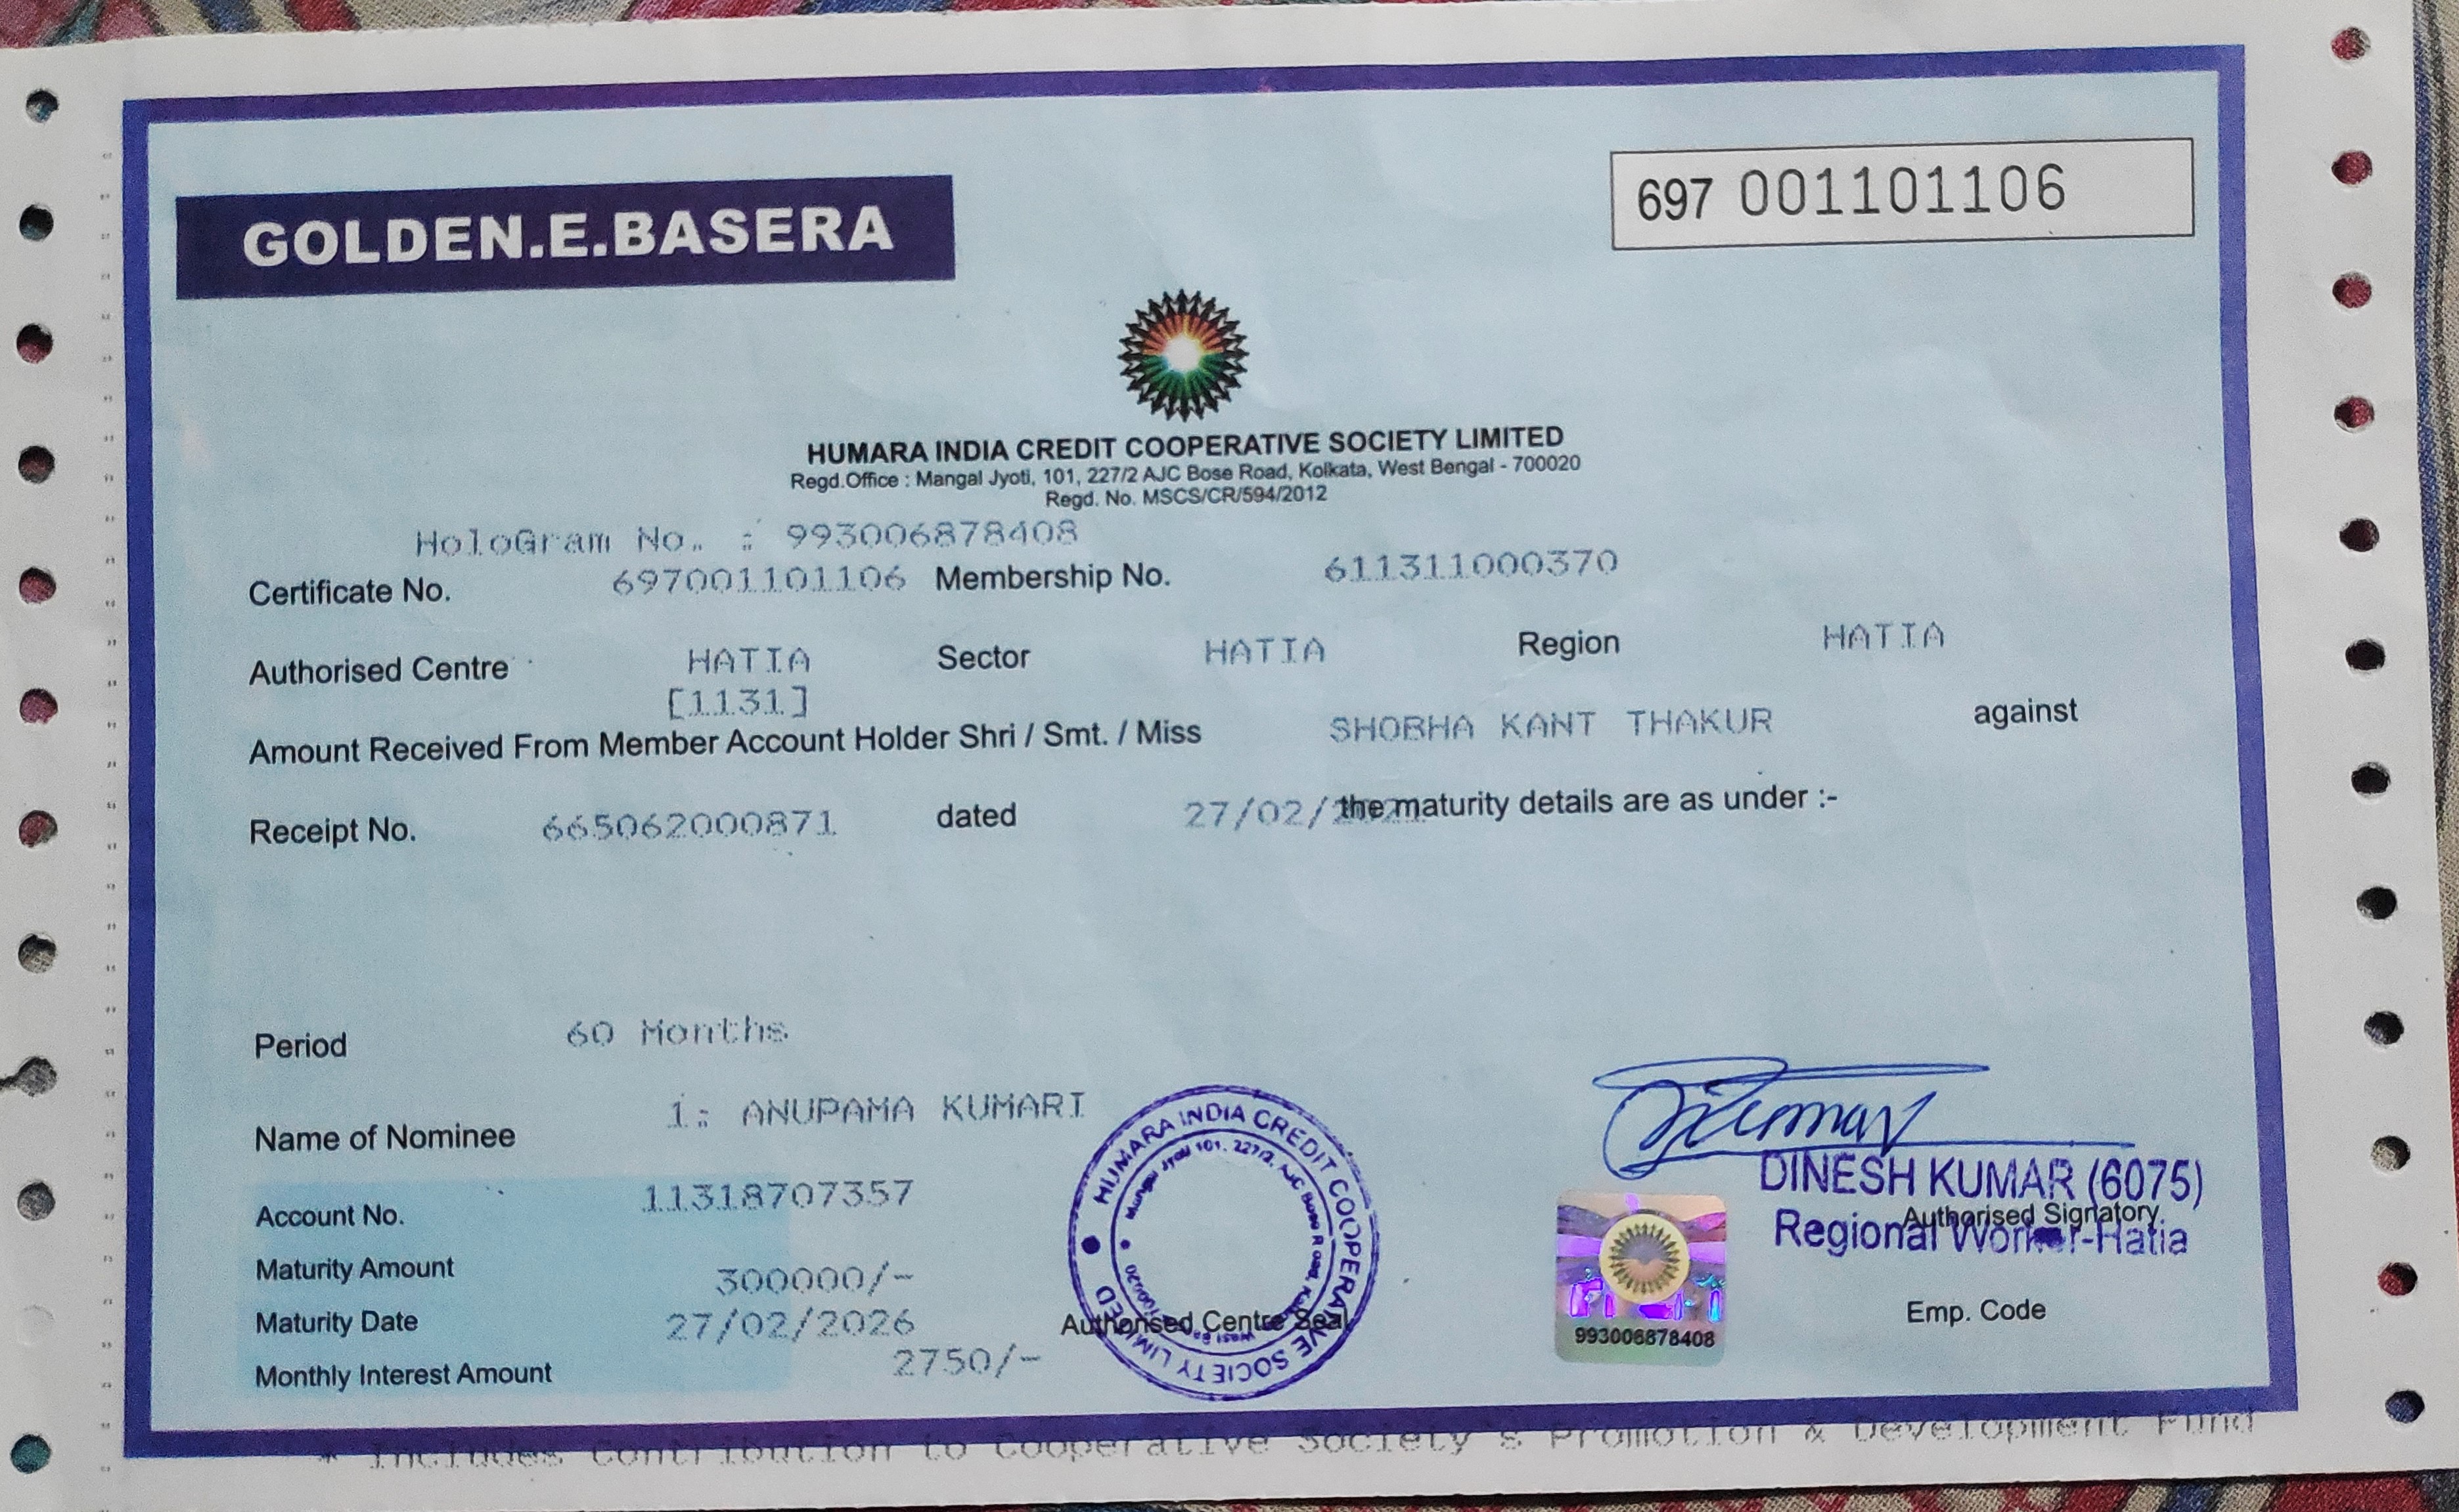 GOLDEN.E.BASERA
697 001101106
HUMARA INDIA CREDIT COOPERATIVE SOCIETY LIMITED
Regd.Office : Mangal Jyoti, 101, 227/2 AJC Bose Road, Kolkata, West Bengal - 700020
Regd. No. MSCS/CR/594/2012
HoloGram No. : 993006878408
Certificate No. 697001101106 Membership No. 611311000370
Authorised Centre HATIA Sector HATIA Region HATIA
[1131]
Amount Received From Member Account Holder Shri / Smt. / Miss SHOBHA KANT THAKUR against
Receipt No. 665062000871 dated 27/02/ the maturity details are as under :-
Period 60 Months
Name of Nominee 1: ANUPAMA KUMARI
Account No. 11318707357
Maturity Amount 300000/-
Maturity Date 27/02/2026
Monthly Interest Amount 2750/-
HUMARA INDIA CREDIT COOPERATIVE SOCIETY LIMITED
101, 227/2, AJC Bose Road,
Authorised Centre Seal
DINESH KUMAR (6075)
Authorised Signatory
Regional Worker-Hatia
993006878408
Emp. Code
* Includes Contribution to Cooperative Society's Promotion & Development Fund